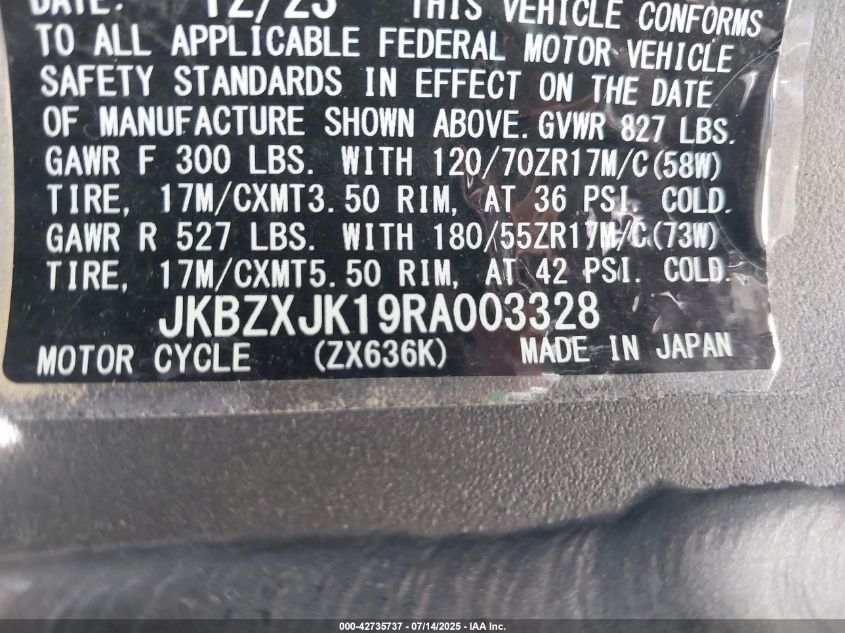 DATE: 12/23 THIS VEHICLE CONFORMS
TO ALL APPLICABLE FEDERAL MOTOR VEHICLE
SAFETY STANDARDS IN EFFECT ON THE DATE
OF MANUFACTURE SHOWN ABOVE. GVWR 827 LBS.
GAWR F 300 LBS. WITH 120/70ZR17M/C(58W)
TIRE, 17M/CXMT3.50 RIM, AT 36 PSI. COLD.
GAWR R 527 LBS. WITH 180/55ZR17M/C(73W)
TIRE, 17M/CXMT5.50 RIM, AT 42 PSI. COLD.
JKBZXJK19RA003328
MOTOR CYCLE (ZX636K) MADE IN JAPAN
000-42735737 - 07/14/2025 - IAA Inc.